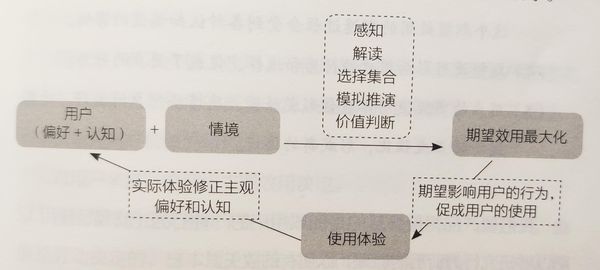 感知
解读
选择集合
模拟推演
价值判断
用户
（偏好 + 认知）
+
情境
期望效用最大化
实际体验修正主观
偏好和认知
期望影响用户的行为，
促成用户的使用
使用体验